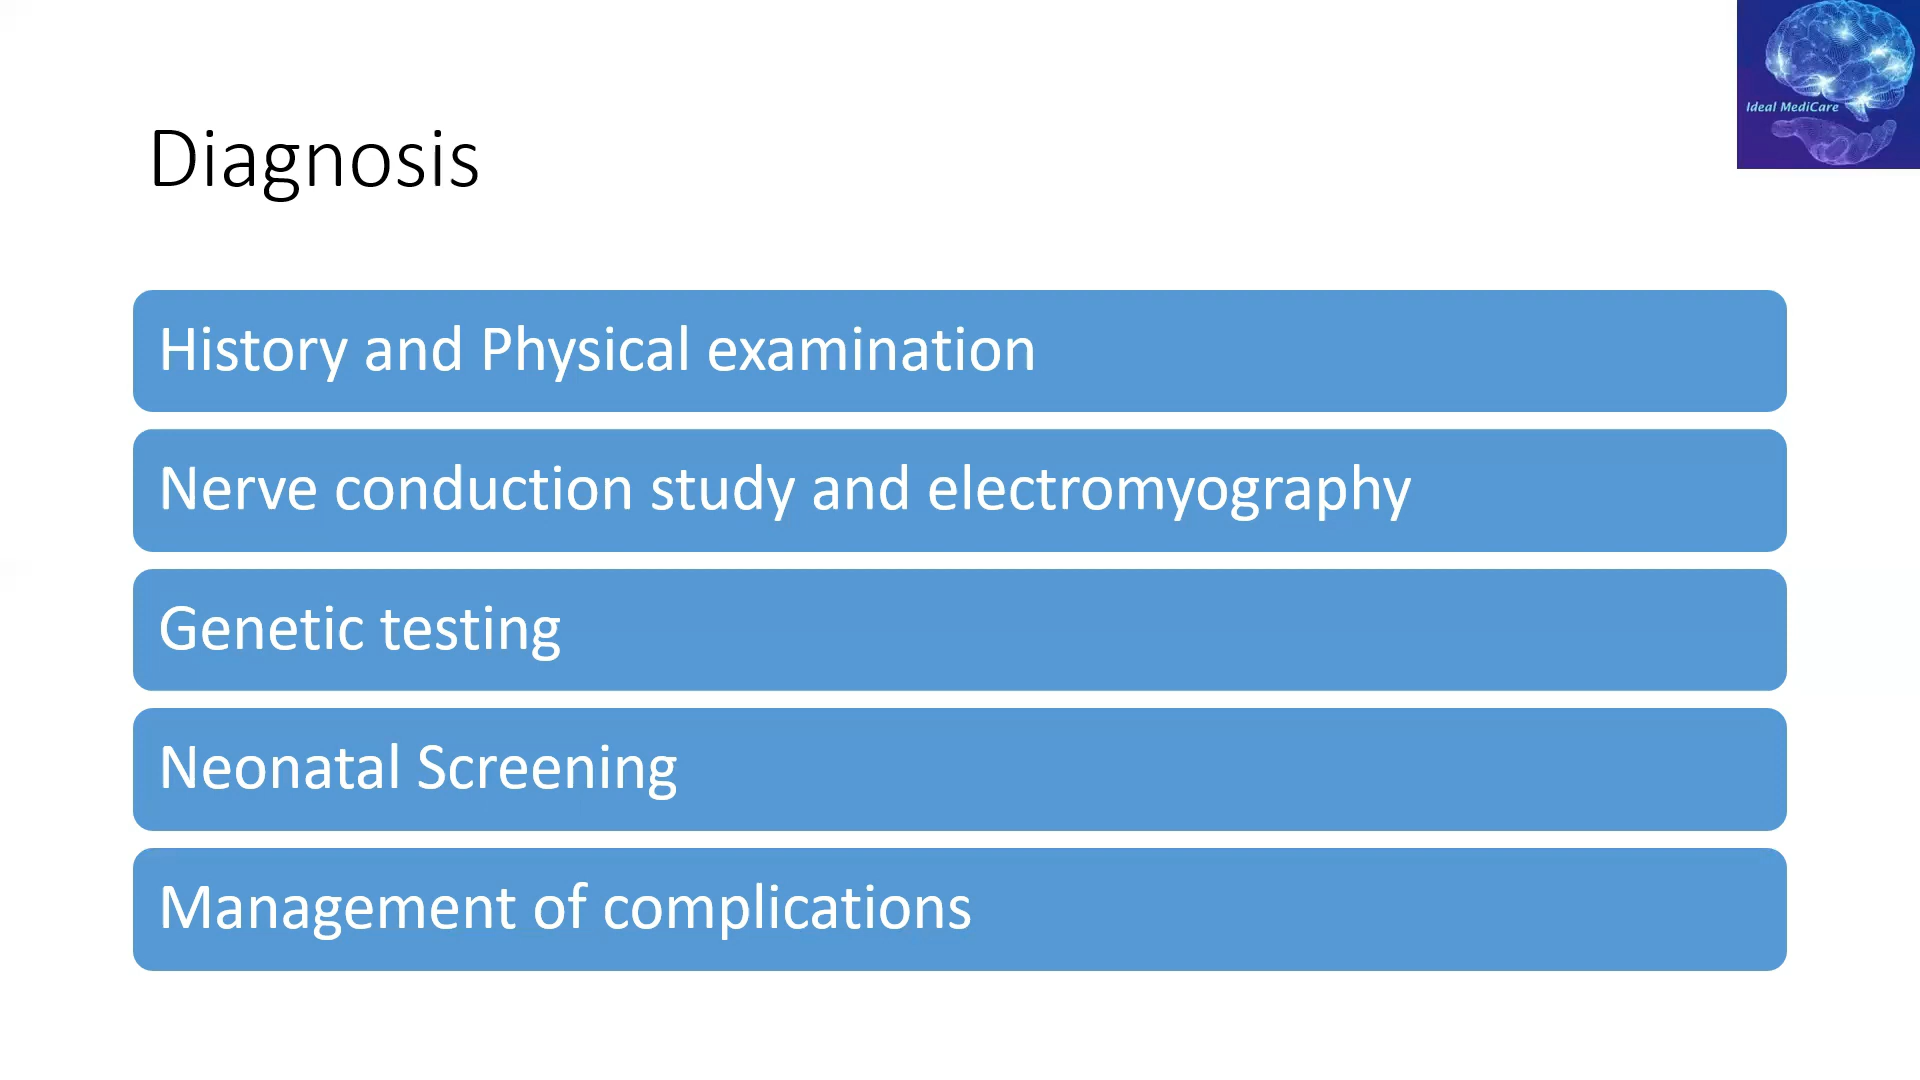 Ideal MediCare
Diagnosis
History and Physical examination
Nerve conduction study and electromyography
Genetic testing
Neonatal Screening
Management of complications